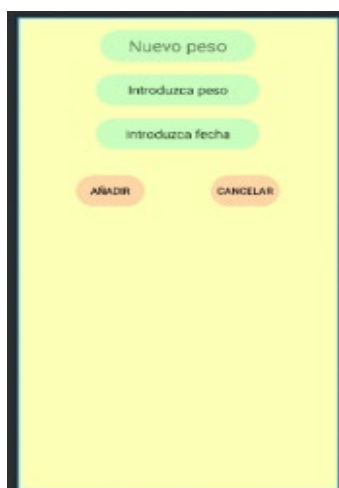 Nuevo peso
Introduzca peso
Introduzca fecha
AÑADIR
CANCELAR